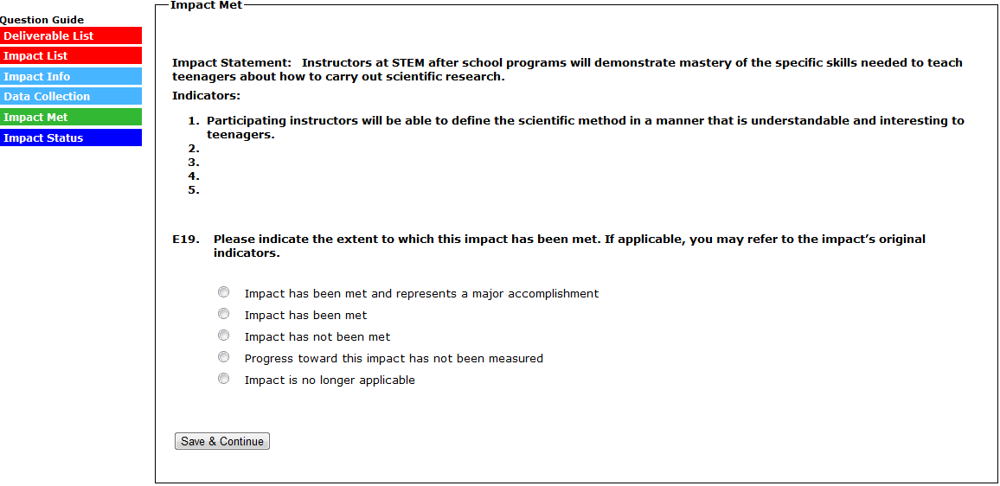 Question Guide
Deliverable List
Impact List
Impact Info
Data Collection
Impact Met
Impact Status
Impact Met
Impact Statement: Instructors at STEM after school programs will demonstrate mastery of the specific skills needed to teach
teenagers about how to carry out scientific research.
Indicators:
1. Participating instructors will be able to define the scientific method in a manner that is understandable and interesting to
teenagers.
2.
3.
4.
5.
E19. Please indicate the extent to which this impact has been met. If applicable, you may refer to the impact’s original
indicators.
Impact has been met and represents a major accomplishment
Impact has been met
Impact has not been met
Progress toward this impact has not been measured
Impact is no longer applicable
Save & Continue